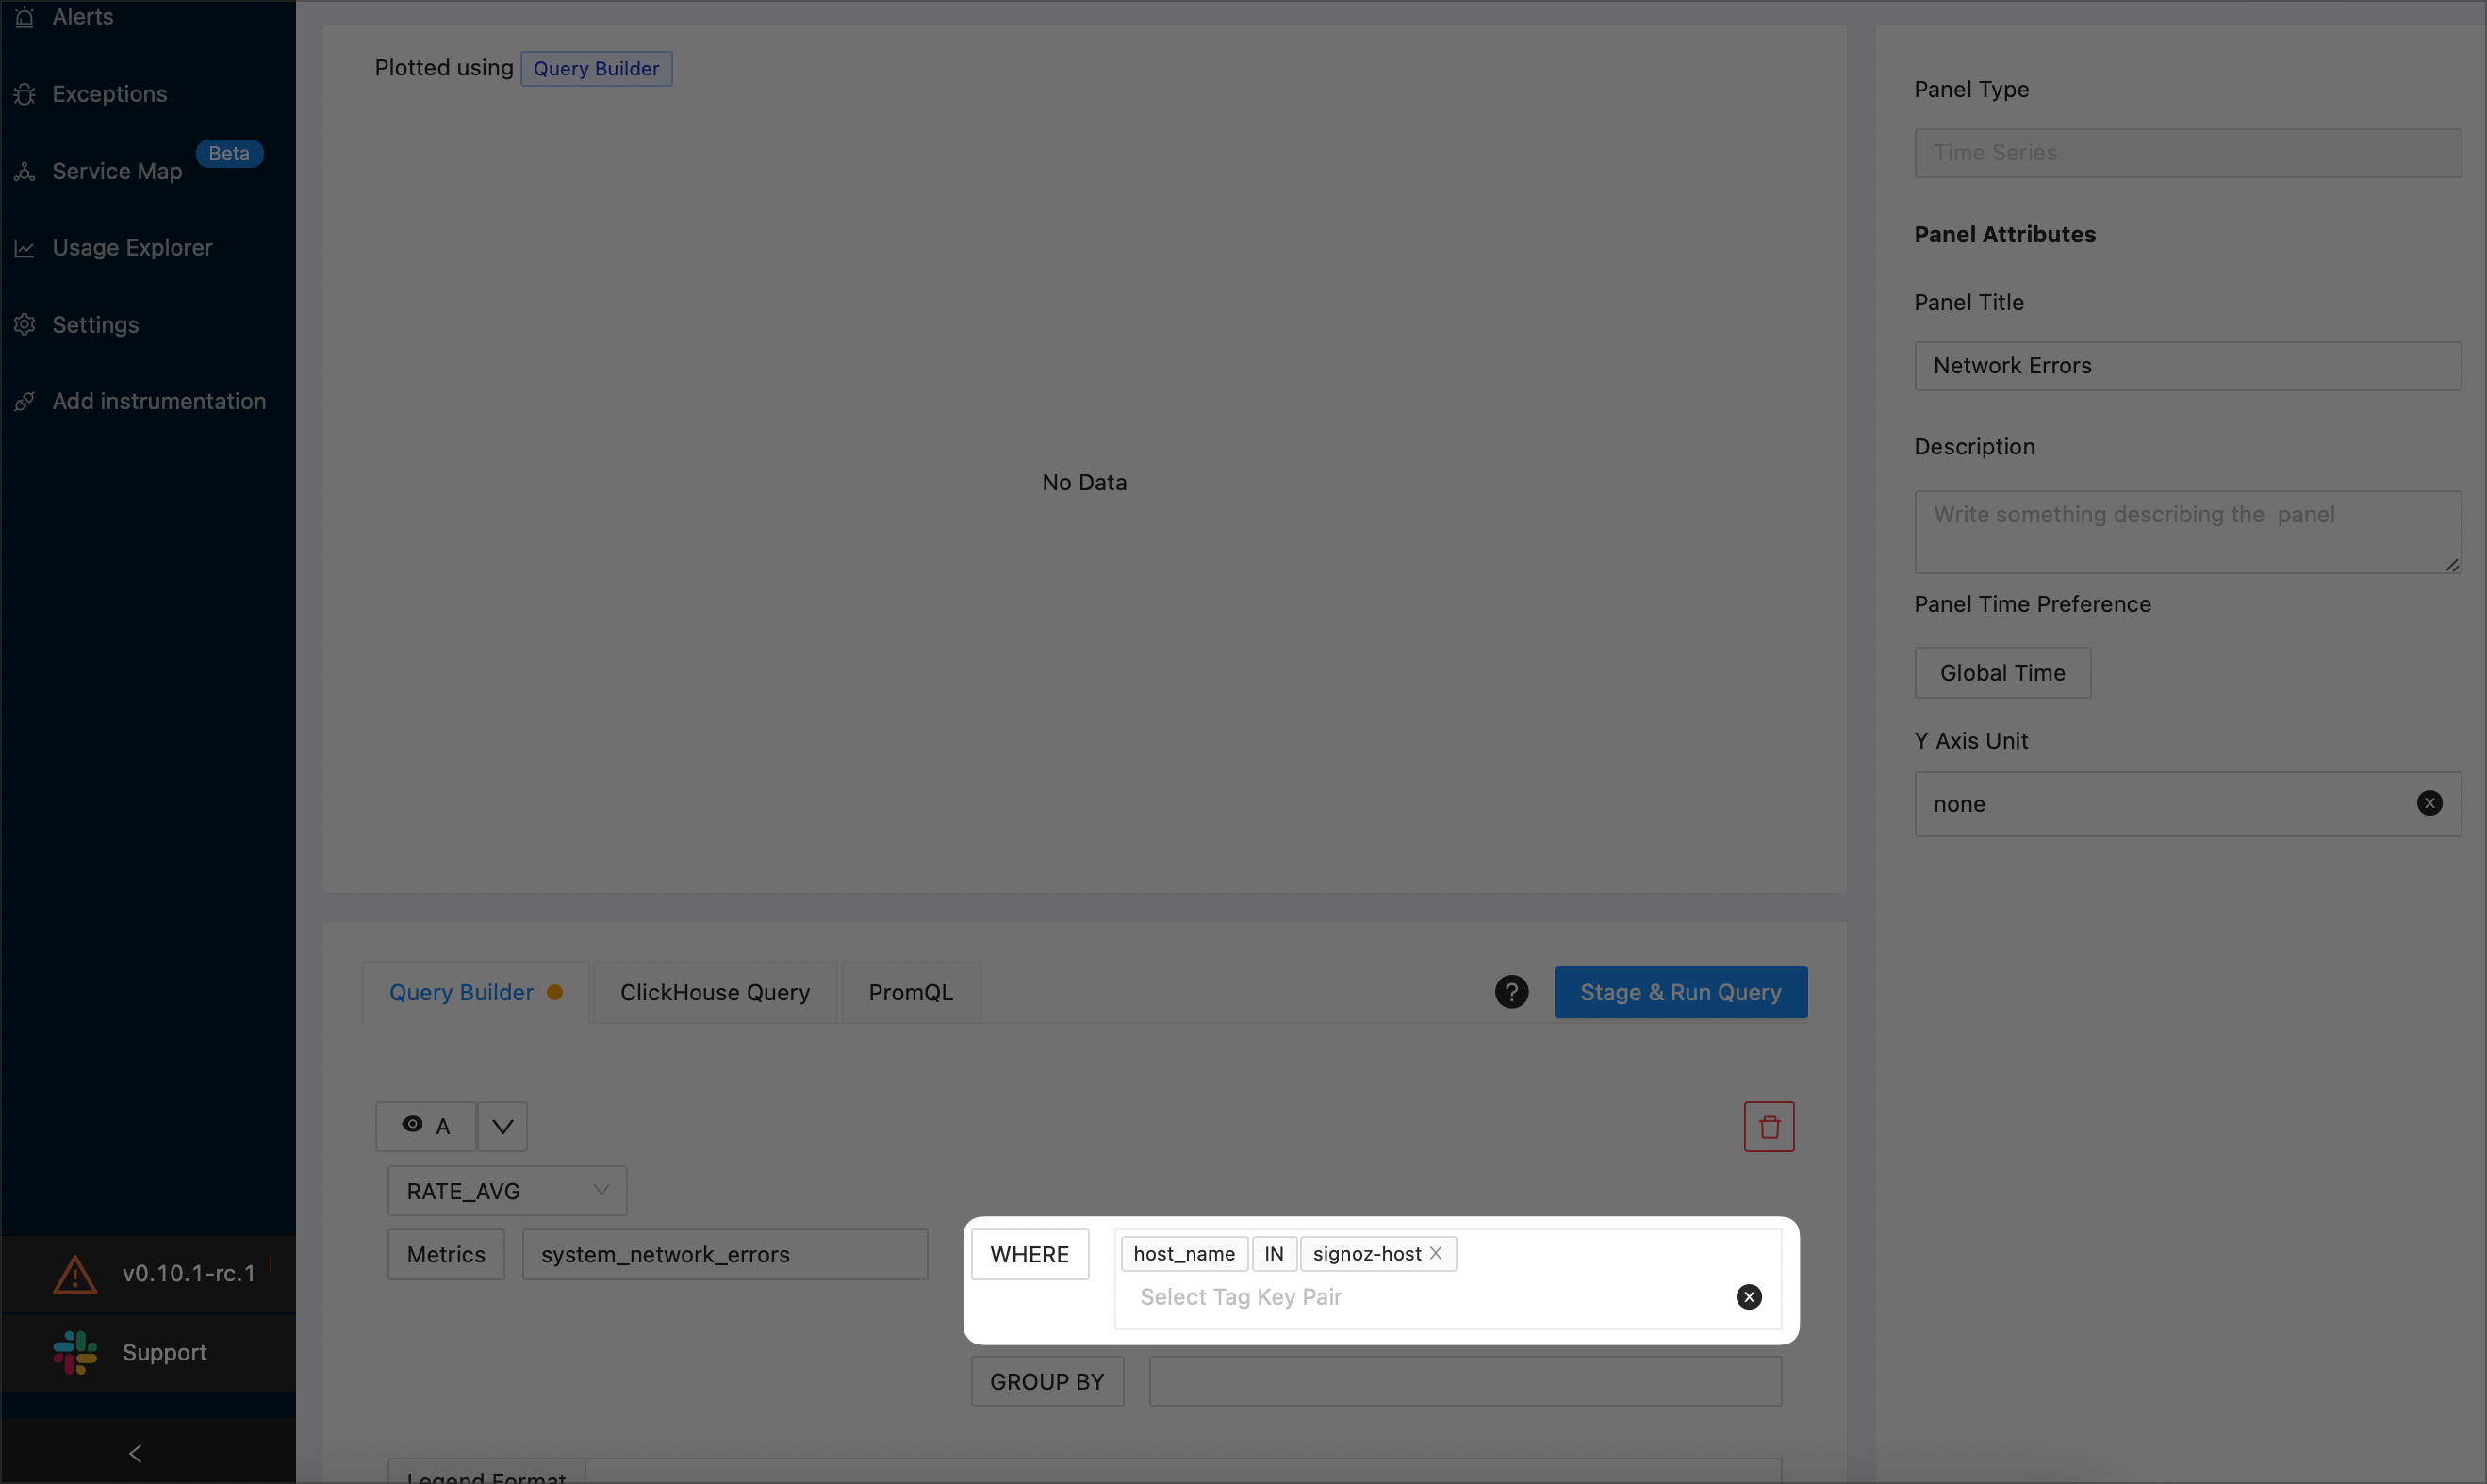 Alerts
Exceptions
Service Map Beta
Usage Explorer
Settings
Add instrumentation
v0.10.1-rc.1
Support
Plotted using Query Builder
No Data
Query Builder ClickHouse Query PromQL ? Stage & Run Query
A
RATE_AVG
Metrics system_network_errors
WHERE host_name IN signoz-host
Select Tag Key Pair
GROUP BY
Legend Format
Panel Type
Time Series
Panel Attributes
Panel Title
Network Errors
Description
Write something describing the  panel
Panel Time Preference
Global Time
Y Axis Unit
none